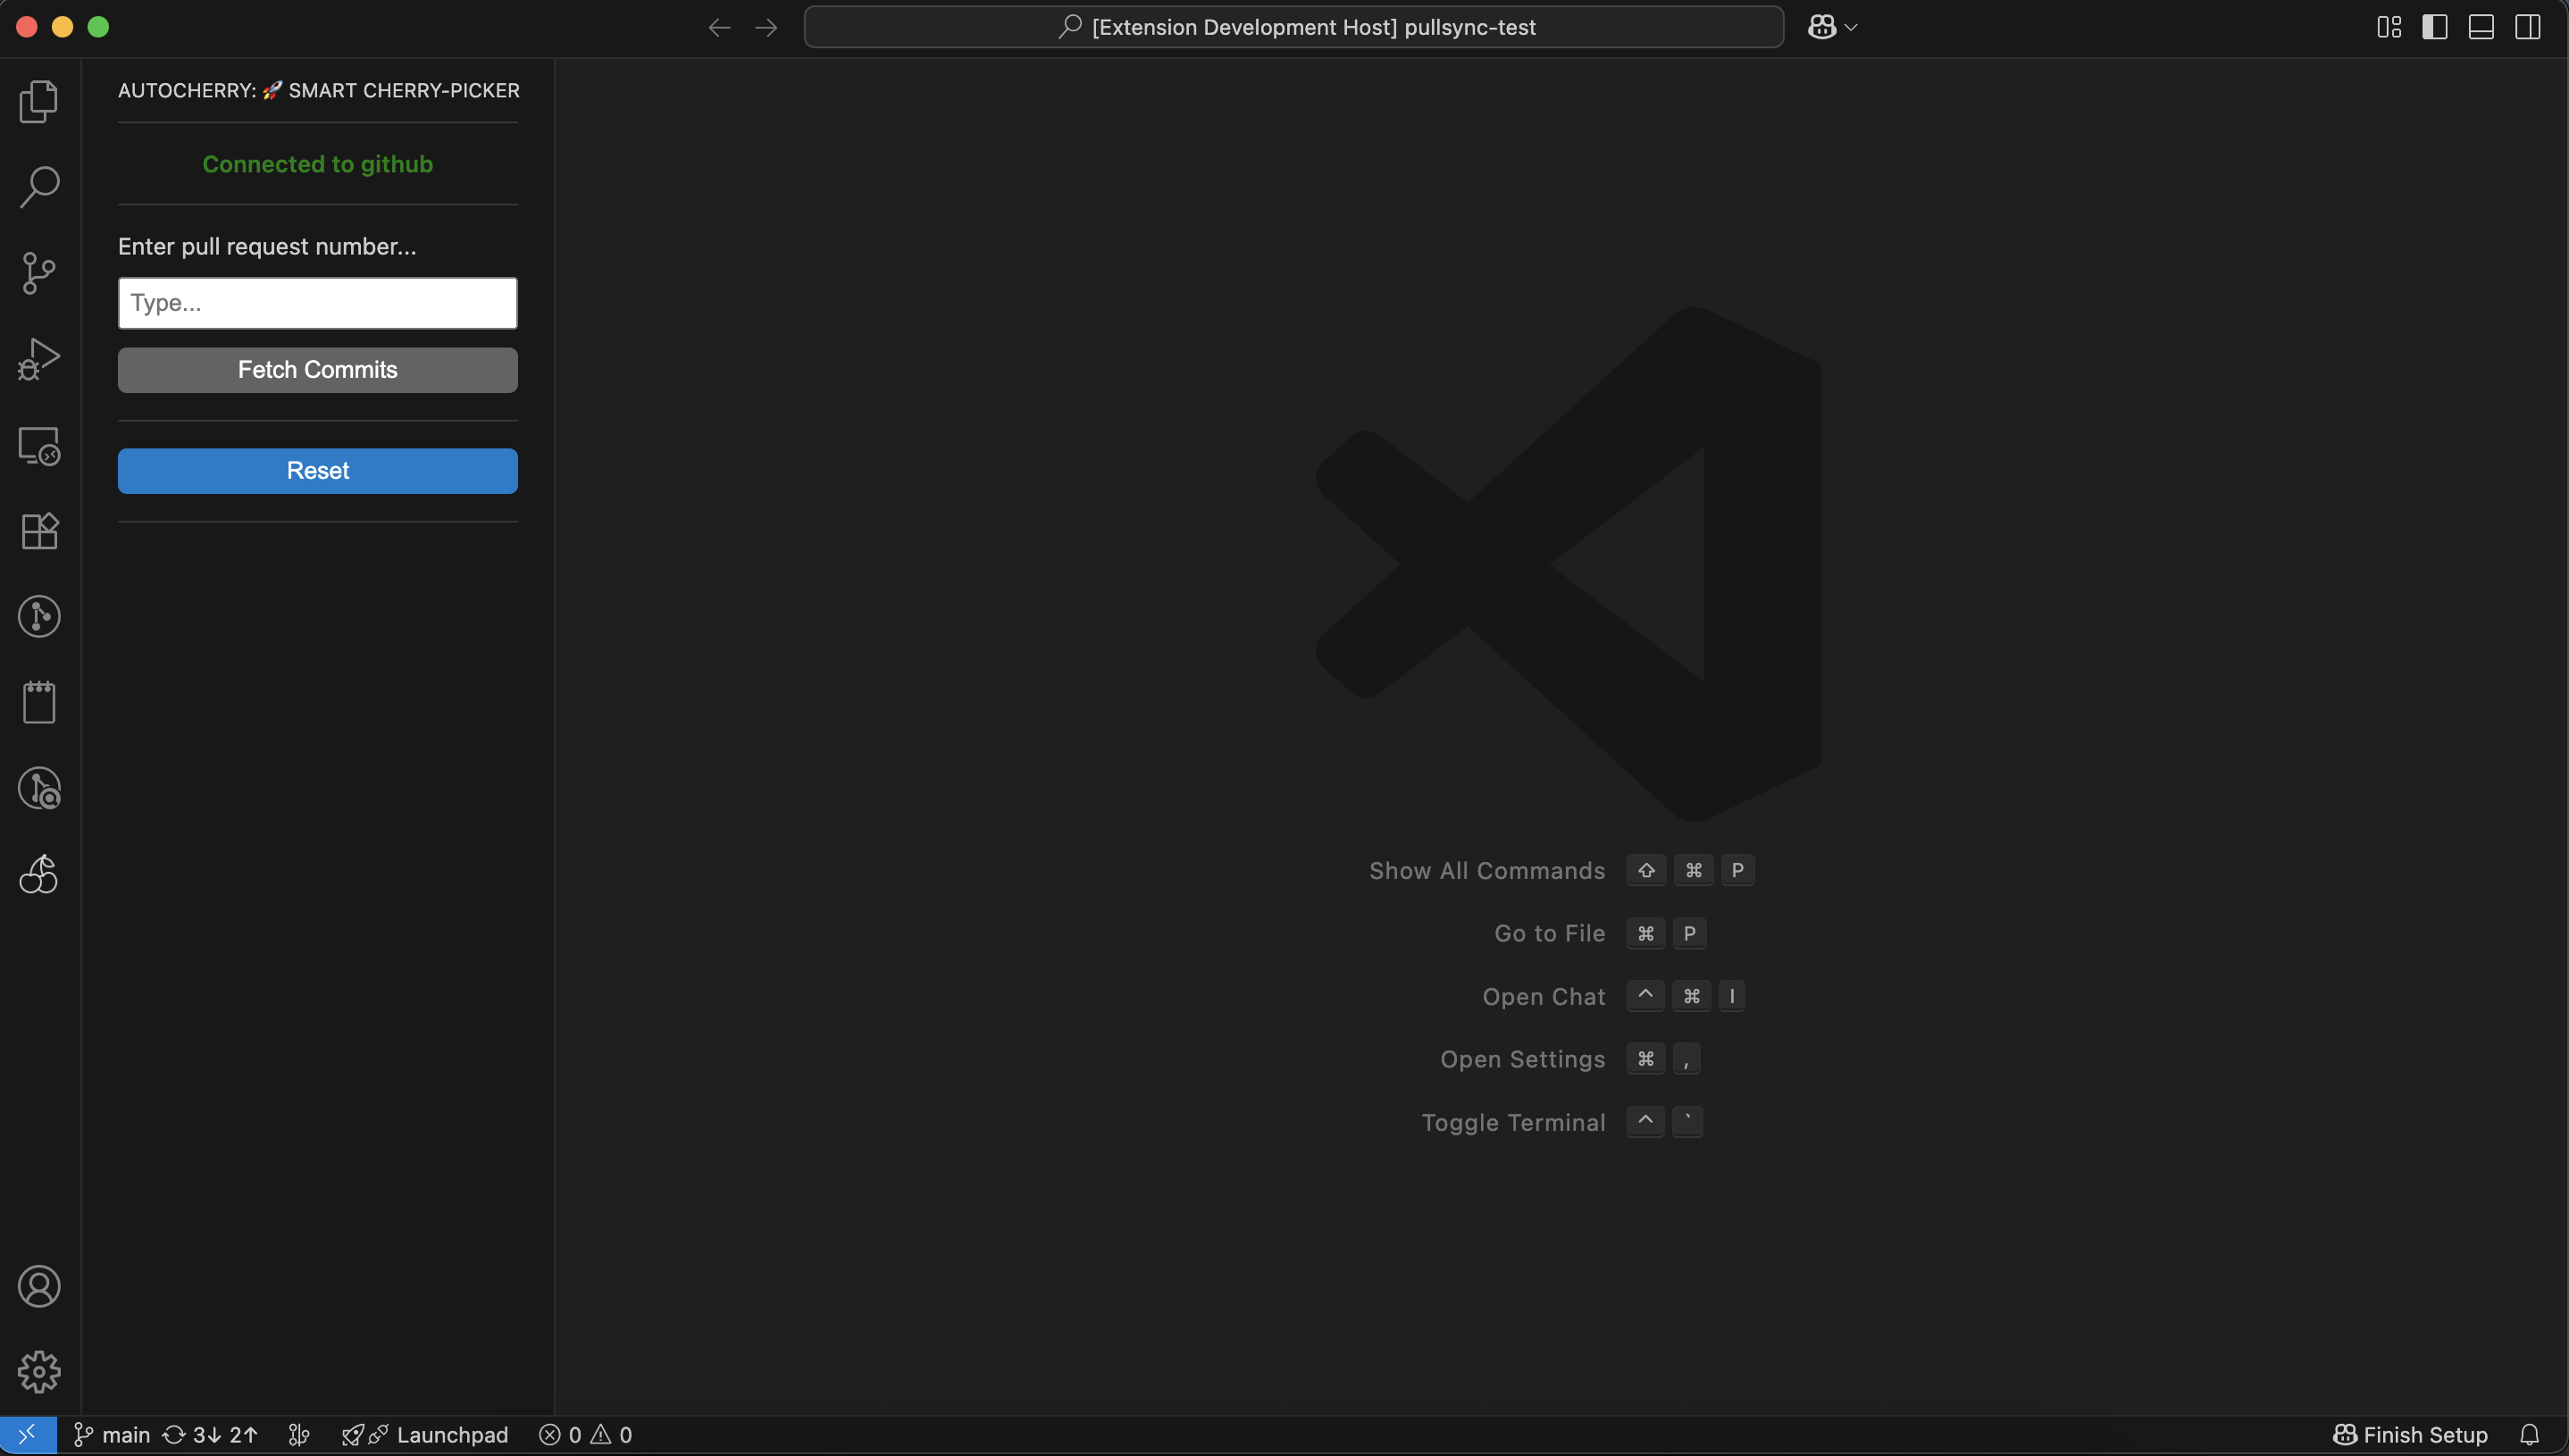 [Extension Development Host] pullsync-test
AUTOCHERRY: 🚀 SMART CHERRY-PICKER
Connected to github
Enter pull request number...
Type...
Fetch Commits
Reset
Show All Commands ⇧ ⌘ P
Go to File ⌘ P
Open Chat ^ ⌘ I
Open Settings ⌘ ,
Toggle Terminal ^ `
main 3↓ 2↑ Launchpad 0 0 Finish Setup